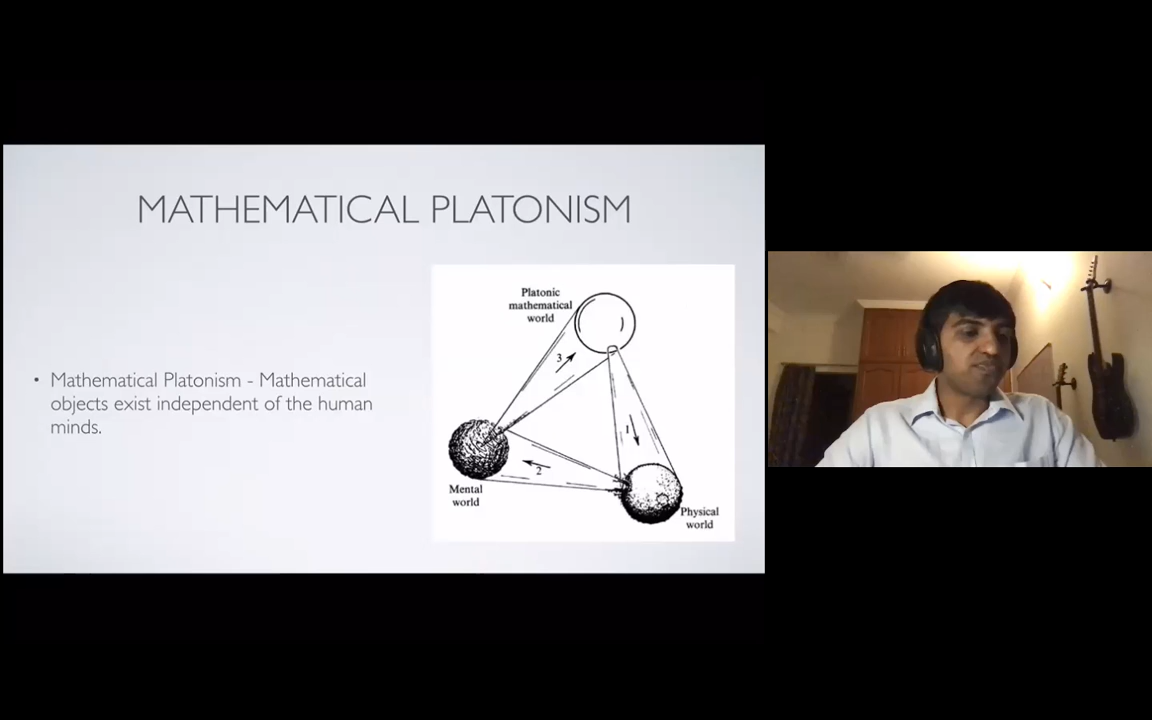 MATHEMATICAL PLATONISM
Platonic
mathematical
world
3
1
2
Mental
world
Physical
world
• Mathematical Platonism - Mathematical
objects exist independent of the human
minds.